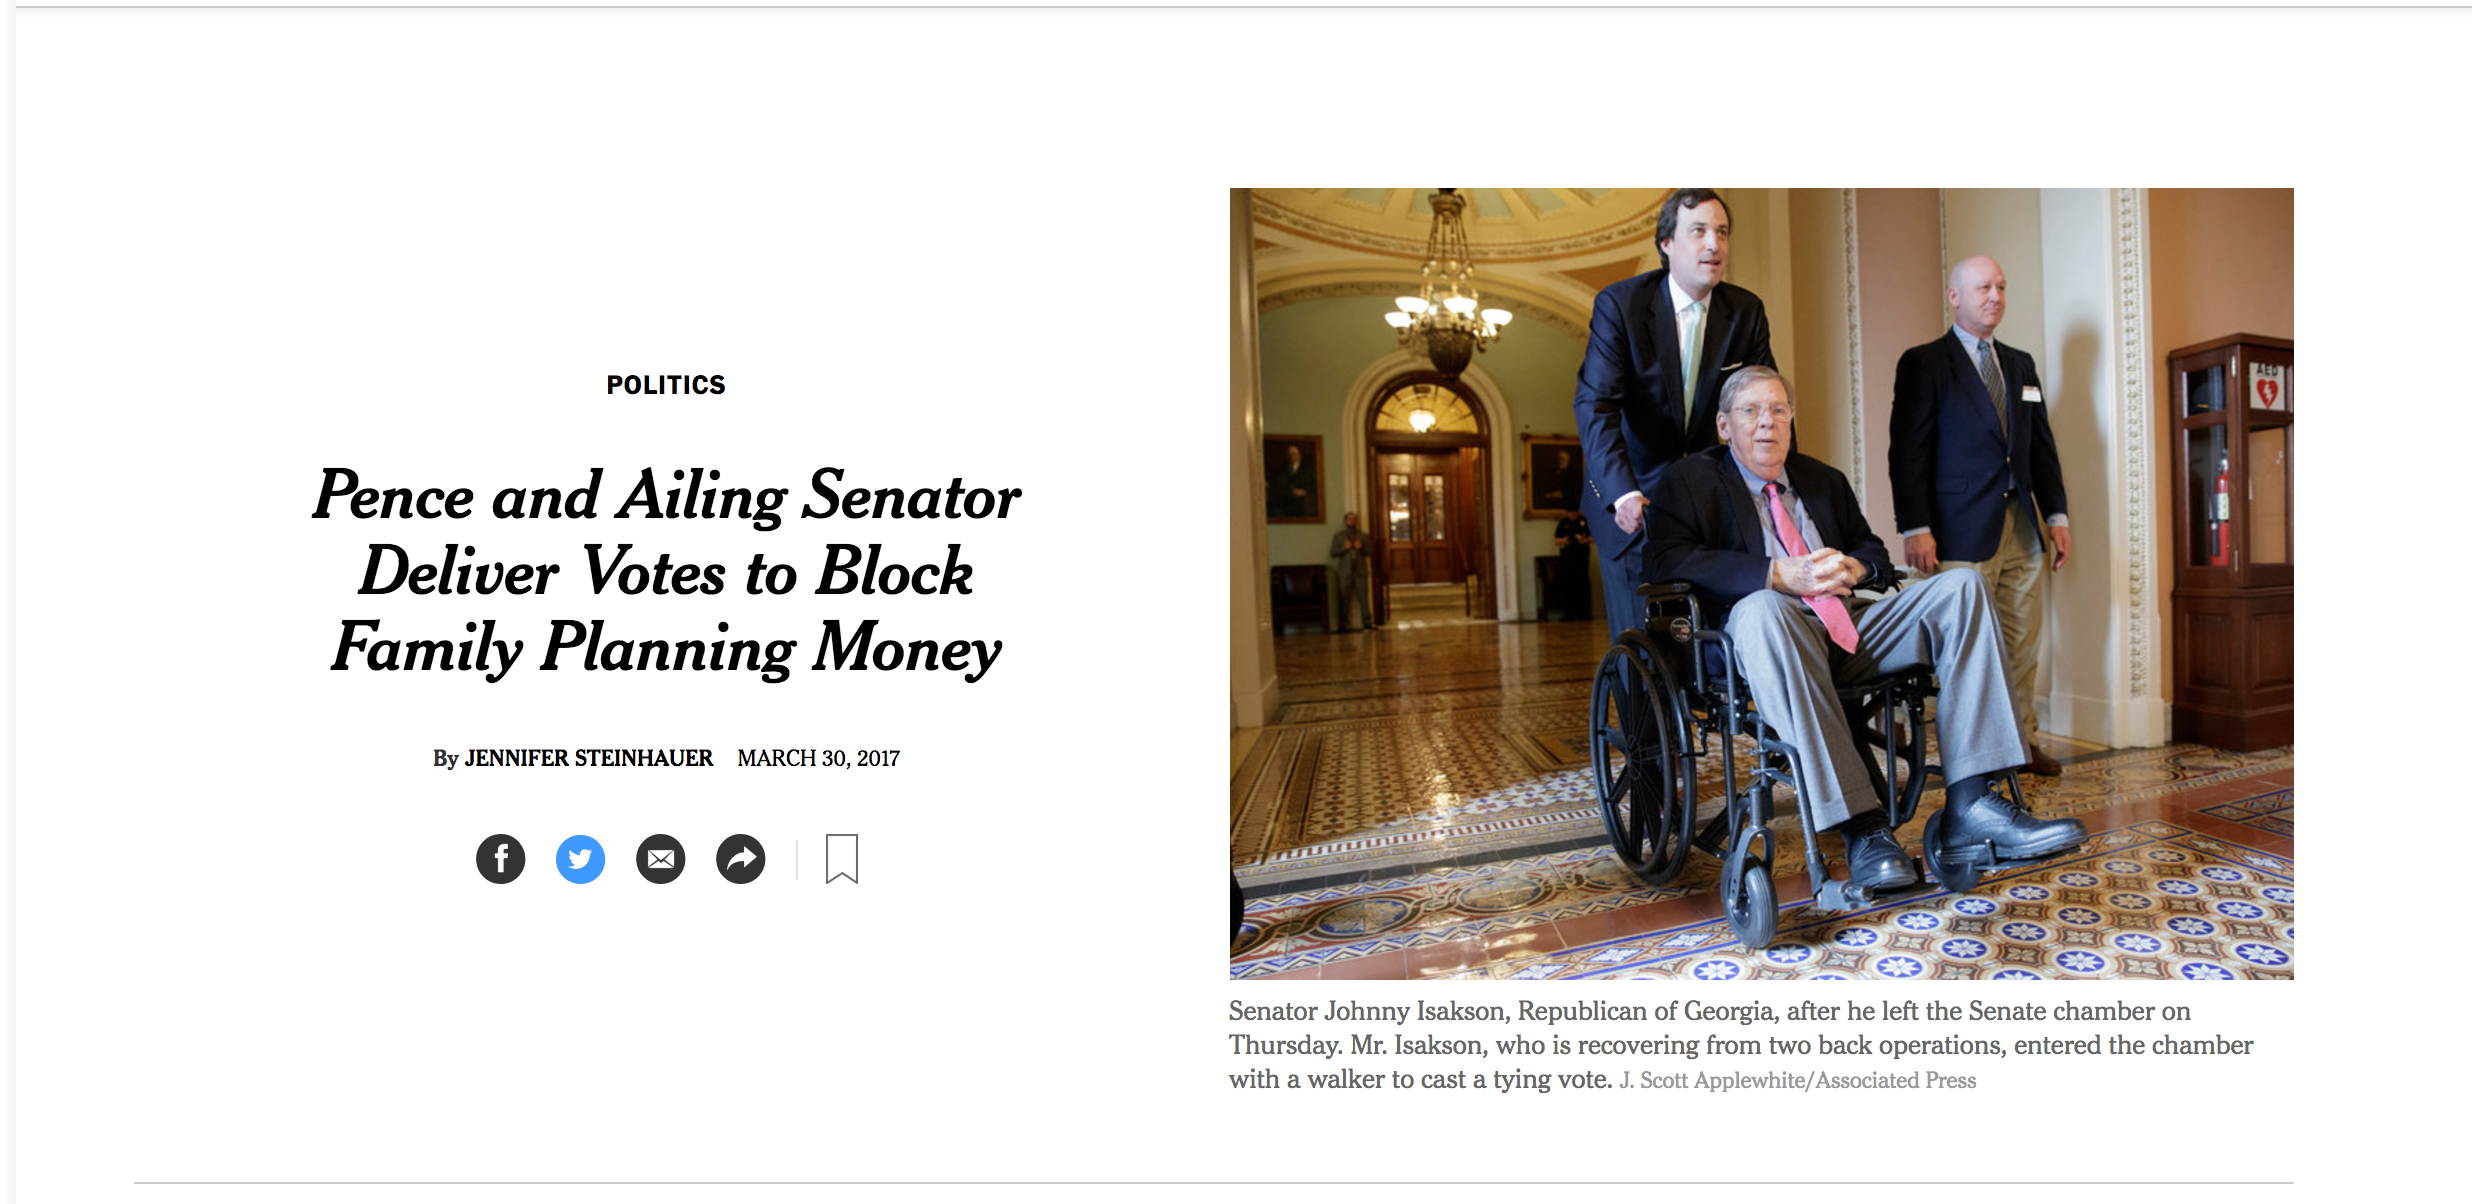 POLITICS
Pence and Ailing Senator
Deliver Votes to Block
Family Planning Money
By JENNIFER STEINHAUER MARCH 30, 2017
AED
Senator Johnny Isakson, Republican of Georgia, after he left the Senate chamber on
Thursday. Mr. Isakson, who is recovering from two back operations, entered the chamber
with a walker to cast a tying vote. J. Scott Applewhite/Associated Press